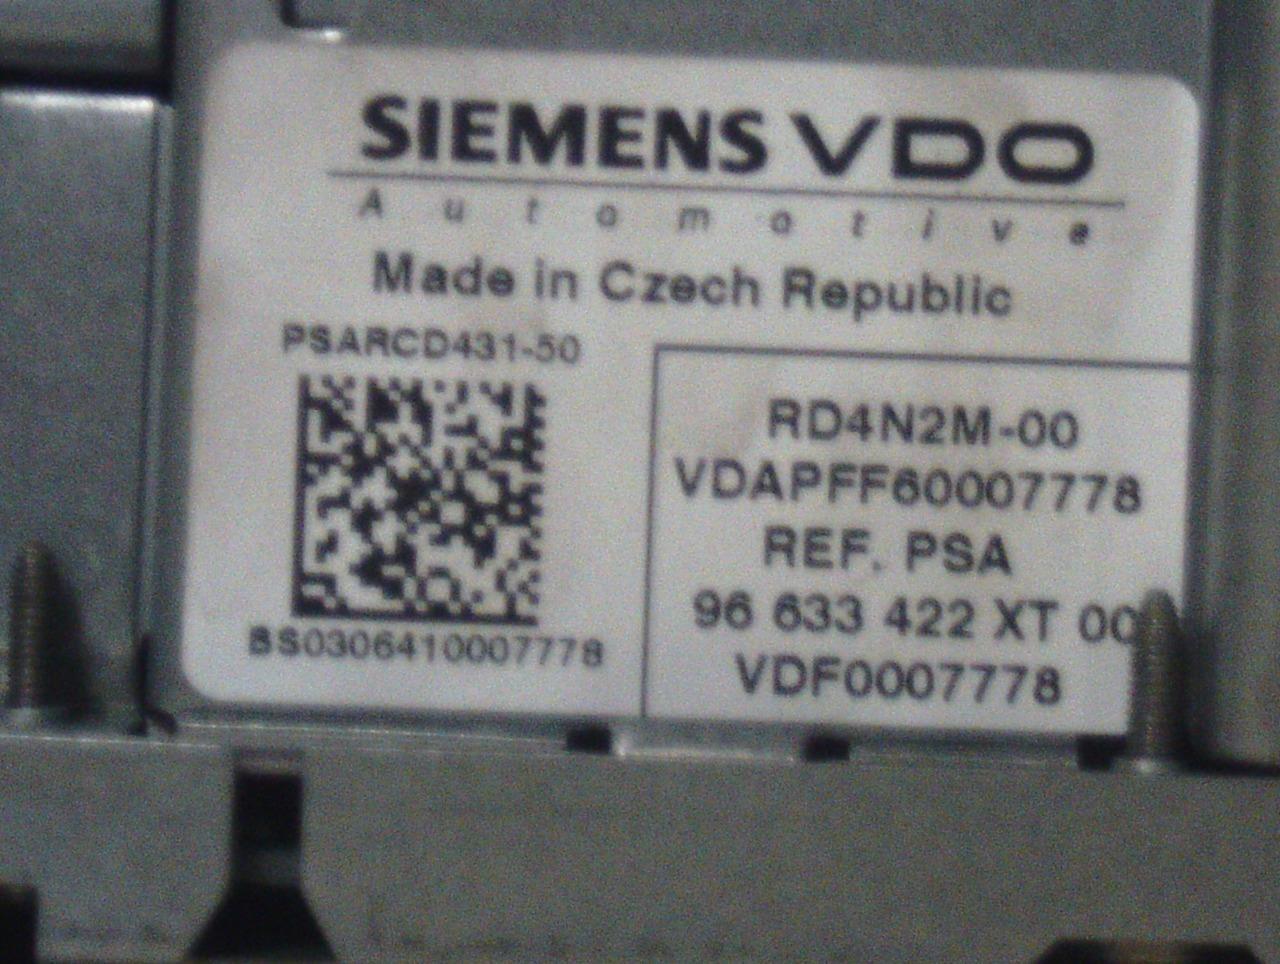 SIEMENS VDO
Automotive
Made in Czech Republic
PSARCD431-50
BS0306410007778
RD4N2M-00
VDAPFF60007778
REF. PSA
96 633 422 XT 00
VDF0007778